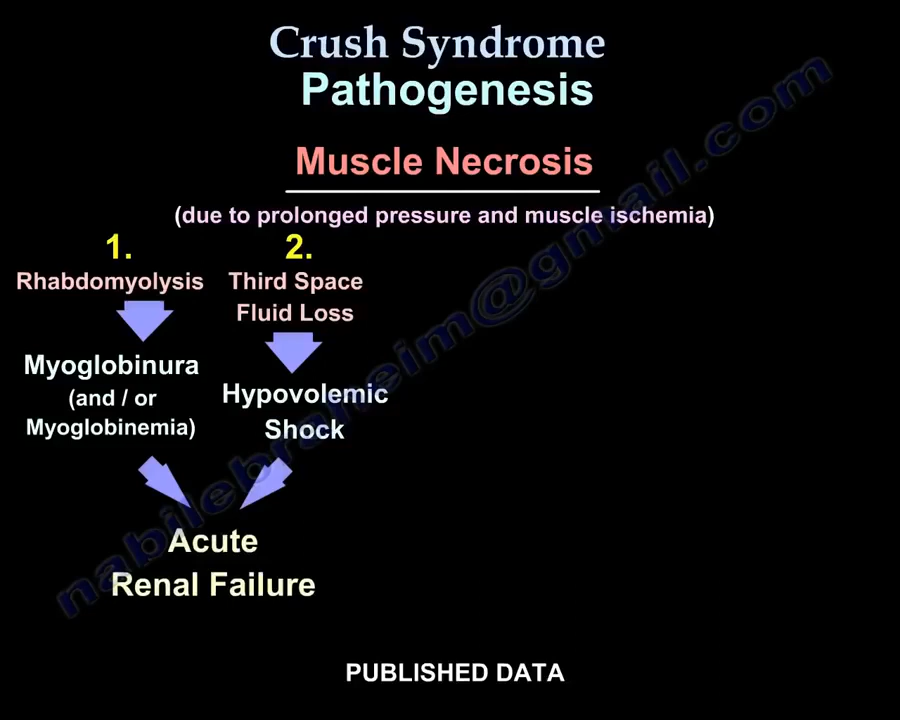 Crush Syndrome
Pathogenesis
Muscle Necrosis
(due to prolonged pressure and muscle ischemia)
1.
Rhabdomyolysis
Myoglobinura
(and / or
Myoglobinemia)
2.
Third Space
Fluid Loss
Hypovolemic
Shock
Acute
Renal Failure
PUBLISHED DATA
nabilebraheim@gmail.com